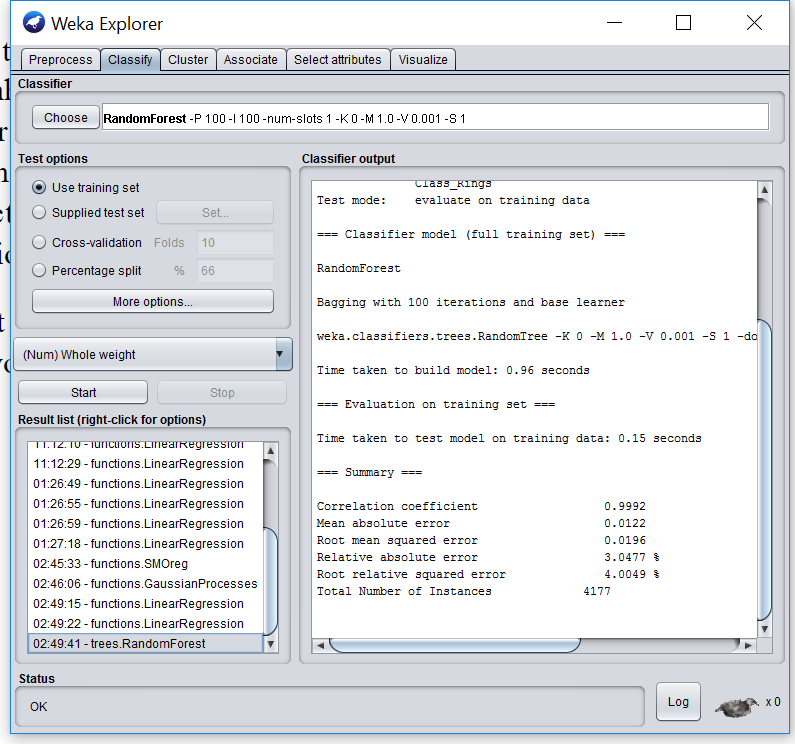 Weka Explorer
Preprocess Classify Cluster Associate Select attributes Visualize
Classifier
Choose RandomForest -P 100 -I 100 -num-slots 1 -K 0 -M 1.0 -V 0.001 -S 1
Test options
Use training set
Supplied test set Set...
Cross-validation Folds 10
Percentage split % 66
More options...
(Num) Whole weight
Start Stop
Result list (right-click for options)
11:12:10 - functions.LinearRegression
11:12:29 - functions.LinearRegression
01:26:49 - functions.LinearRegression
01:26:55 - functions.LinearRegression
01:26:59 - functions.LinearRegression
01:27:18 - functions.LinearRegression
02:45:33 - functions.SMOreg
02:46:06 - functions.GaussianProcesses
02:49:15 - functions.LinearRegression
02:49:22 - functions.LinearRegression
02:49:41 - trees.RandomForest
Classifier output
Class_Rings
Test mode: evaluate on training data
=== Classifier model (full training set) ===
RandomForest
Bagging with 100 iterations and base learner
weka.classifiers.trees.RandomTree -K 0 -M 1.0 -V 0.001 -S 1 -do
Time taken to build model: 0.96 seconds
=== Evaluation on training set ===
Time taken to test model on training data: 0.15 seconds
=== Summary ===
Correlation coefficient 0.9992
Mean absolute error 0.0122
Root mean squared error 0.0196
Relative absolute error 3.0477 %
Root relative squared error 4.0049 %
Total Number of Instances 4177
Status
OK
Log x 0